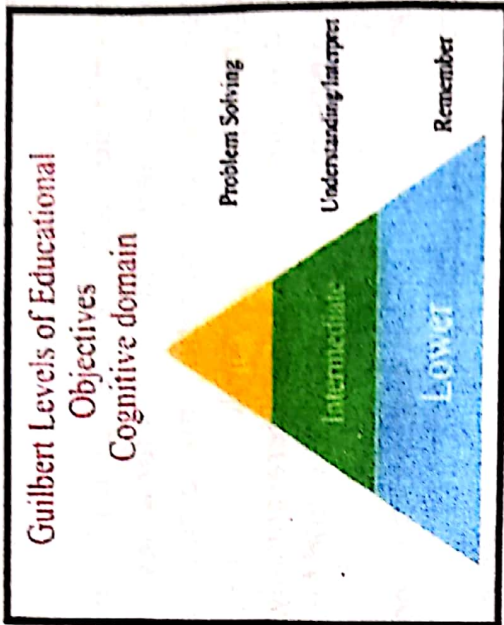 Guilbert Levels of Educational
Objectives
Cognitive domain
Problem Solving
Intermediate
Understanding/Interpret
Lower
Remember